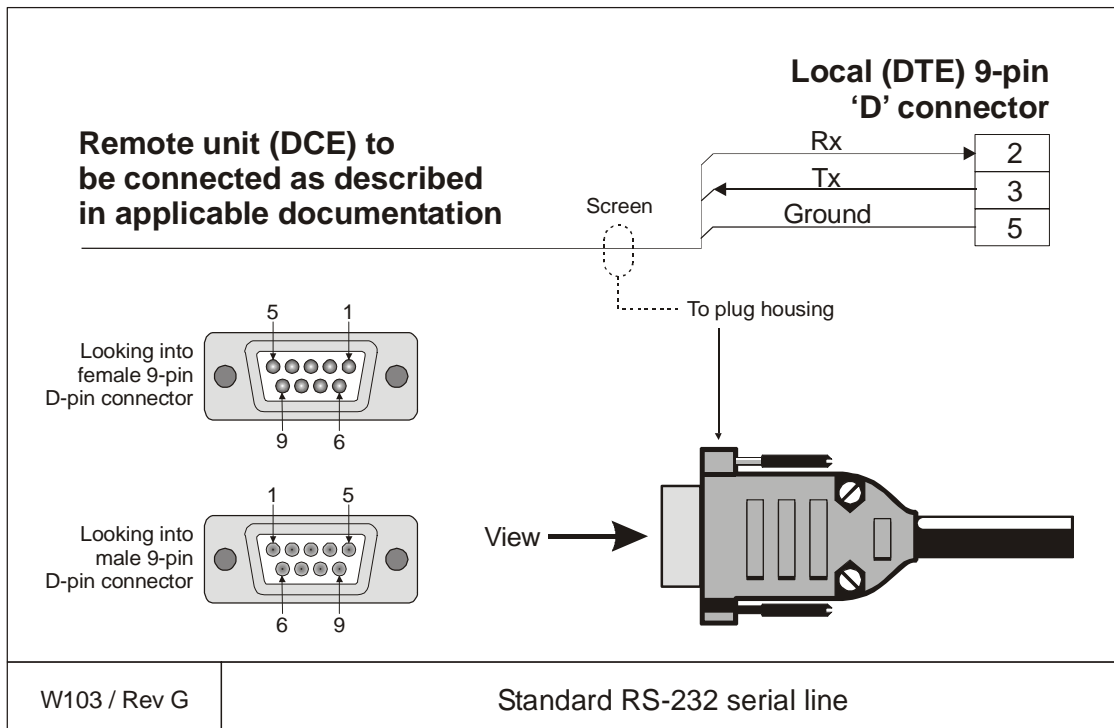 Local (DTE) 9-pin
‘D’ connector
Remote unit (DCE) to
be connected as described
in applicable documentation
Rx
2
Tx
3
Ground
5
Screen
To plug housing
5 1
Looking into
female 9-pin
D-pin connector
9 6
1 5
Looking into
male 9-pin
D-pin connector
6 9
View
W103 / Rev G
Standard RS-232 serial line